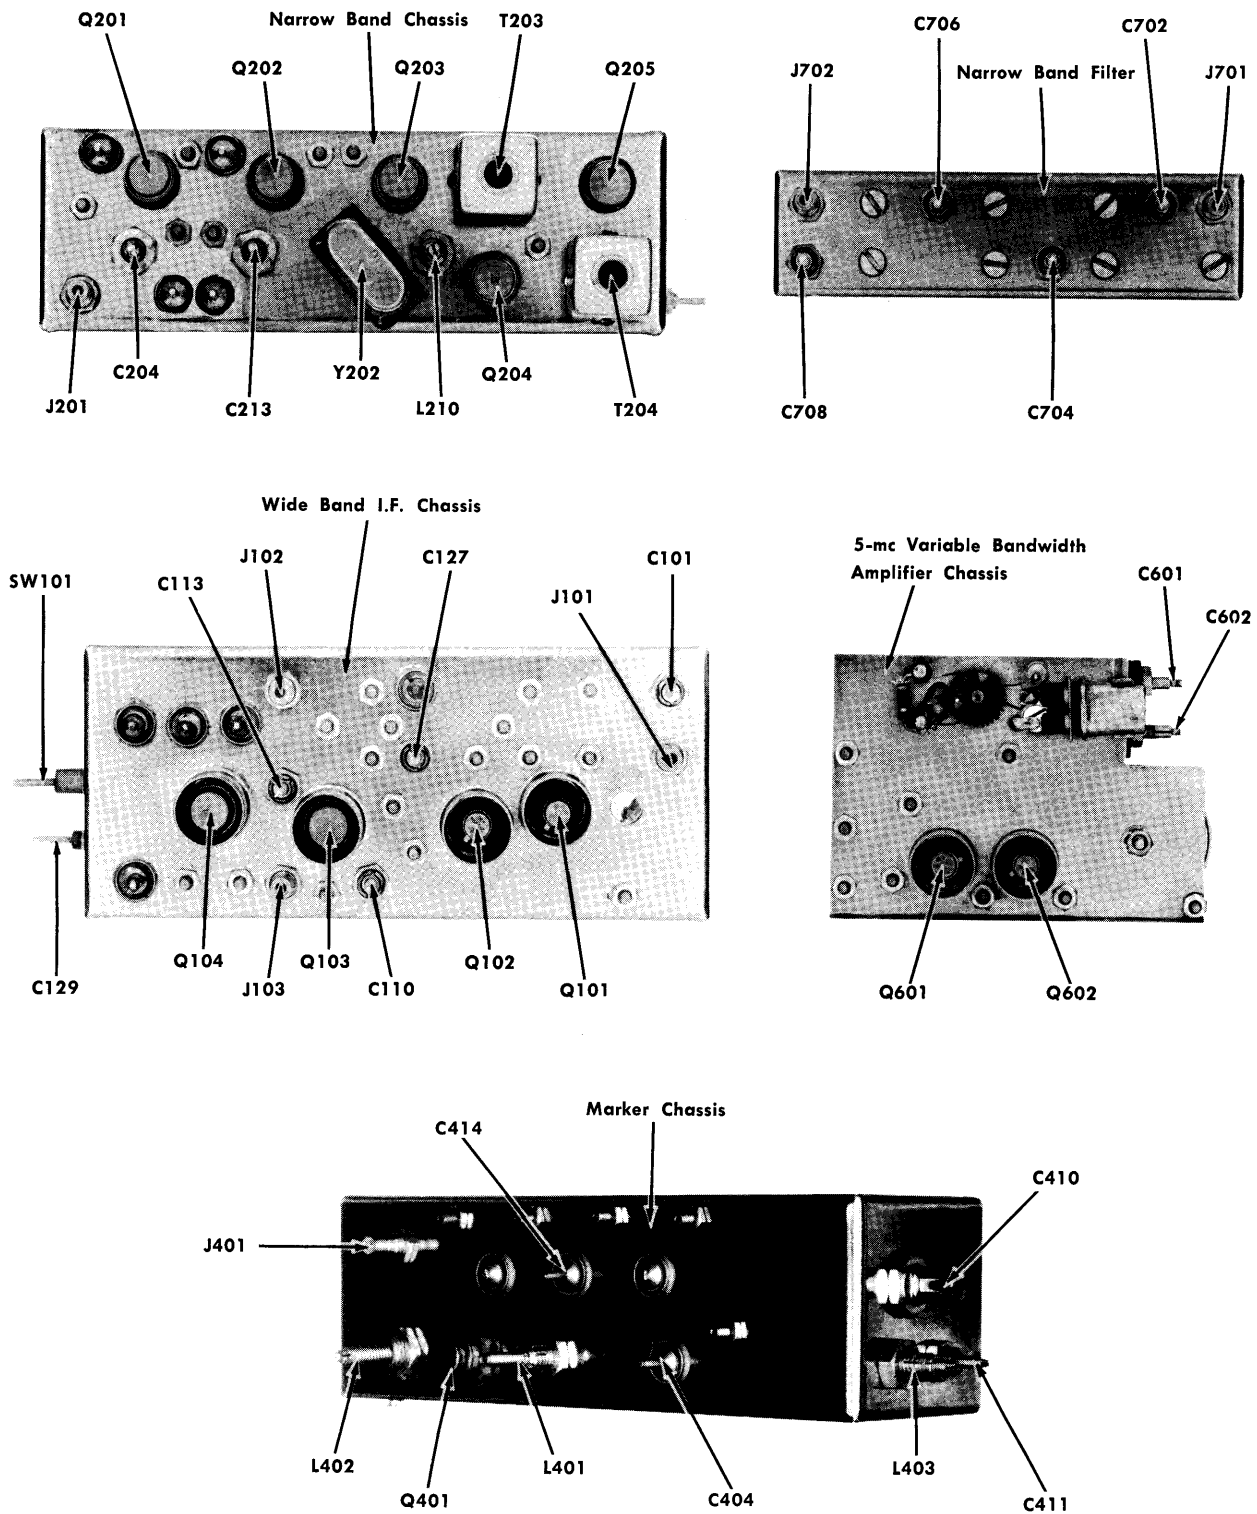 Q201
Narrow Band Chassis
T203
Q202
Q203
Q205
C204
Y202
Q204
J201
C213
L210
T204
C706
C702
J702
Narrow Band Filter
J701
C708
C704
Wide Band I.F. Chassis
SW101
C113
J102
C127
J101
C101
C129
Q104
J103
Q103
C110
Q102
Q101
5-mc Variable Bandwidth
Amplifier Chassis
C601
C602
Q601
Q602
Marker Chassis
C414
C410
J401
L402
Q401
L401
C404
L403
C411